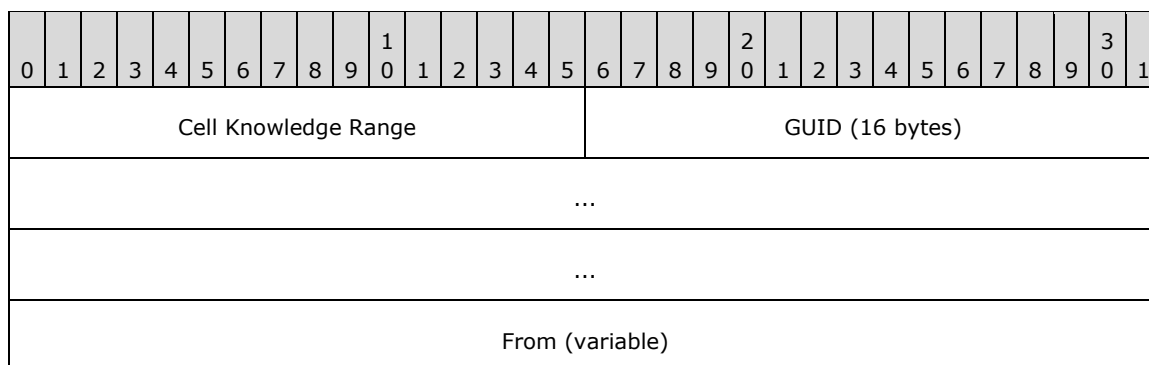 1 2 3
0 1 2 3 4 5 6 7 8 9 0 1 2 3 4 5 6 7 8 9 0 1 2 3 4 5 6 7 8 9 0 1
Cell Knowledge Range GUID (16 bytes)
...
...
From (variable)